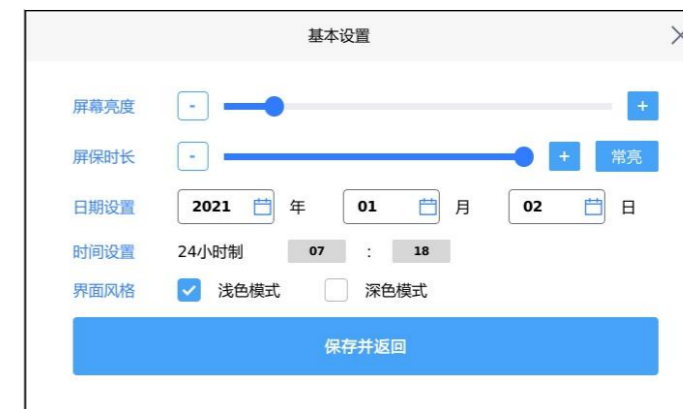 基本设置
屏幕亮度 - +
屏保时长 - + 常亮
日期设置 2021 年 01 月 02 日
时间设置 24小时制 07 : 18
界面风格 浅色模式 深色模式
保存并返回